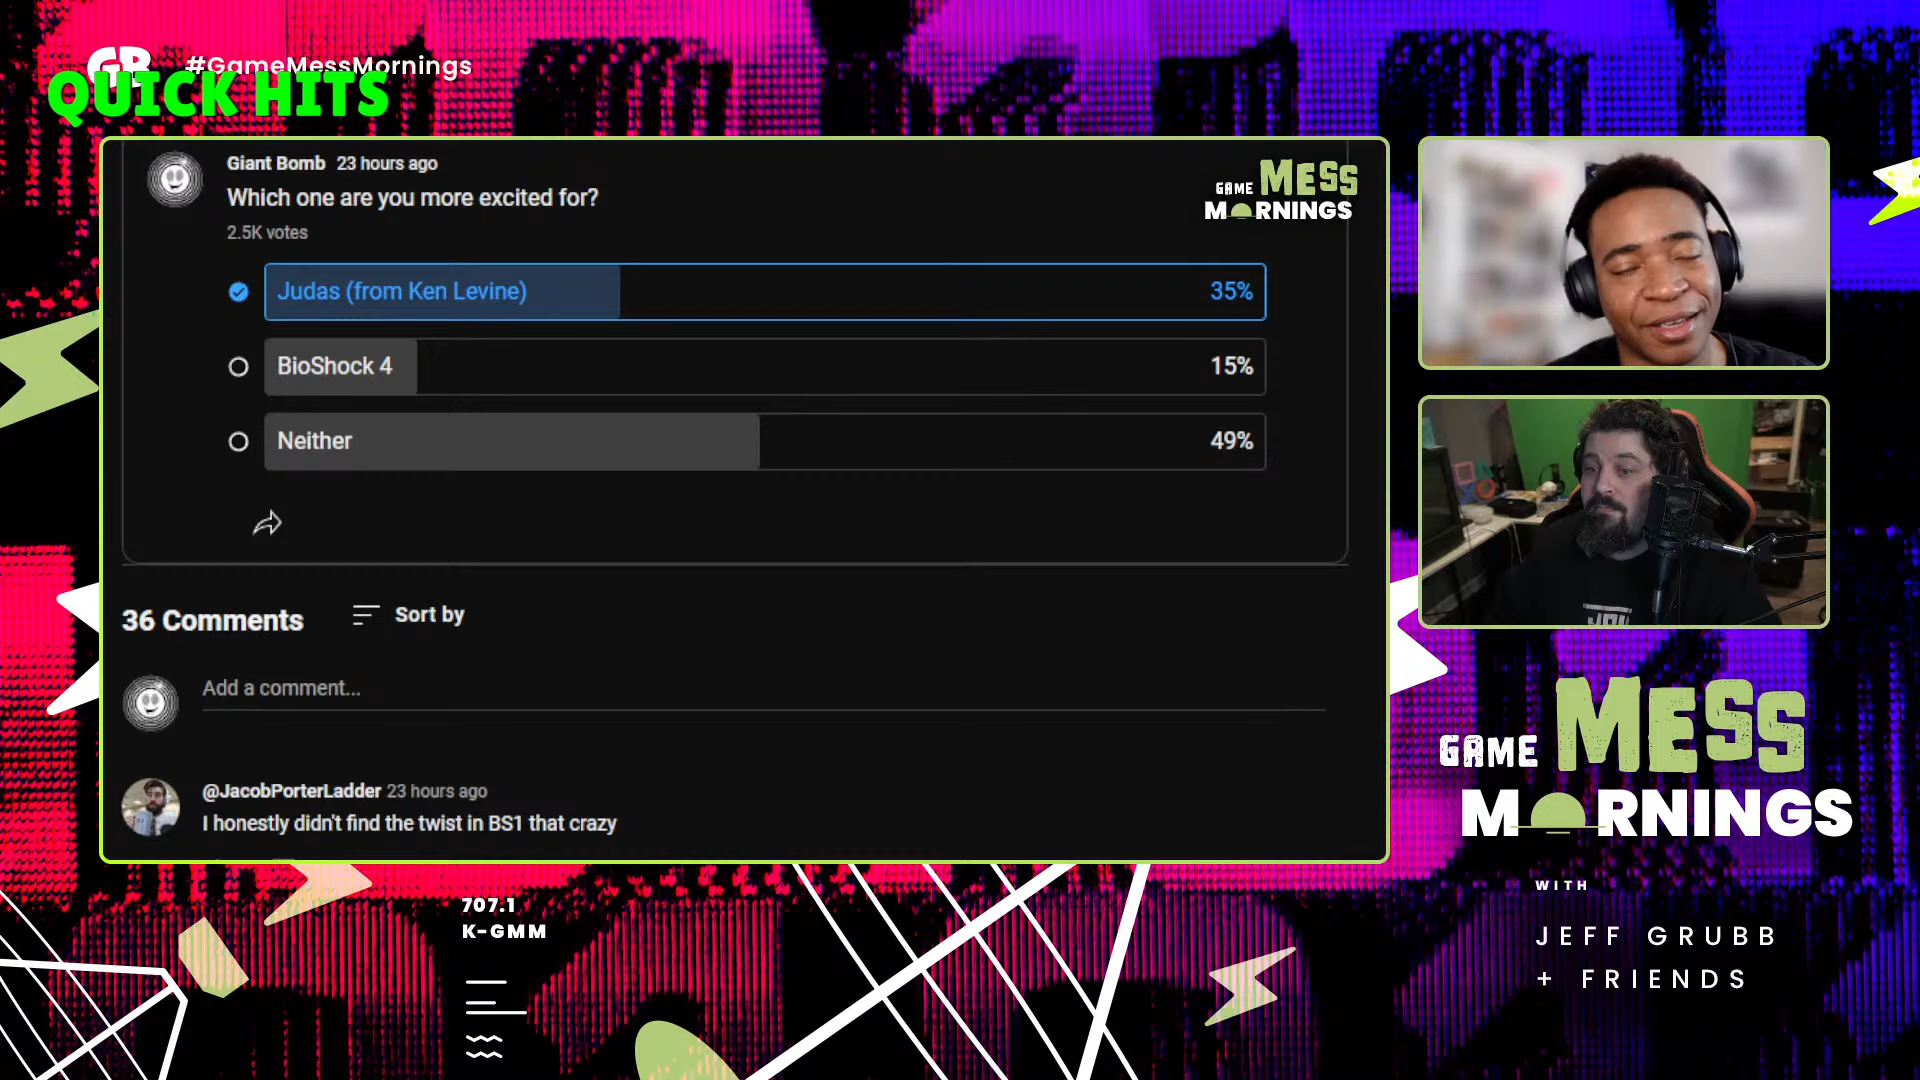 GB #GameMessMornings
QUICK HITS
Giant Bomb 23 hours ago
Which one are you more excited for?
2.5K votes
GAME MESS
MORNINGS
Judas (from Ken Levine) 35%
BioShock 4 15%
Neither 49%
36 Comments Sort by
Add a comment...
@JacobPorterLadder 23 hours ago
I honestly didn't find the twist in BS1 that crazy
GAME MESS
MORNINGS
WITH
JEFF GRUBB
+ FRIENDS
707.1
K-GMM